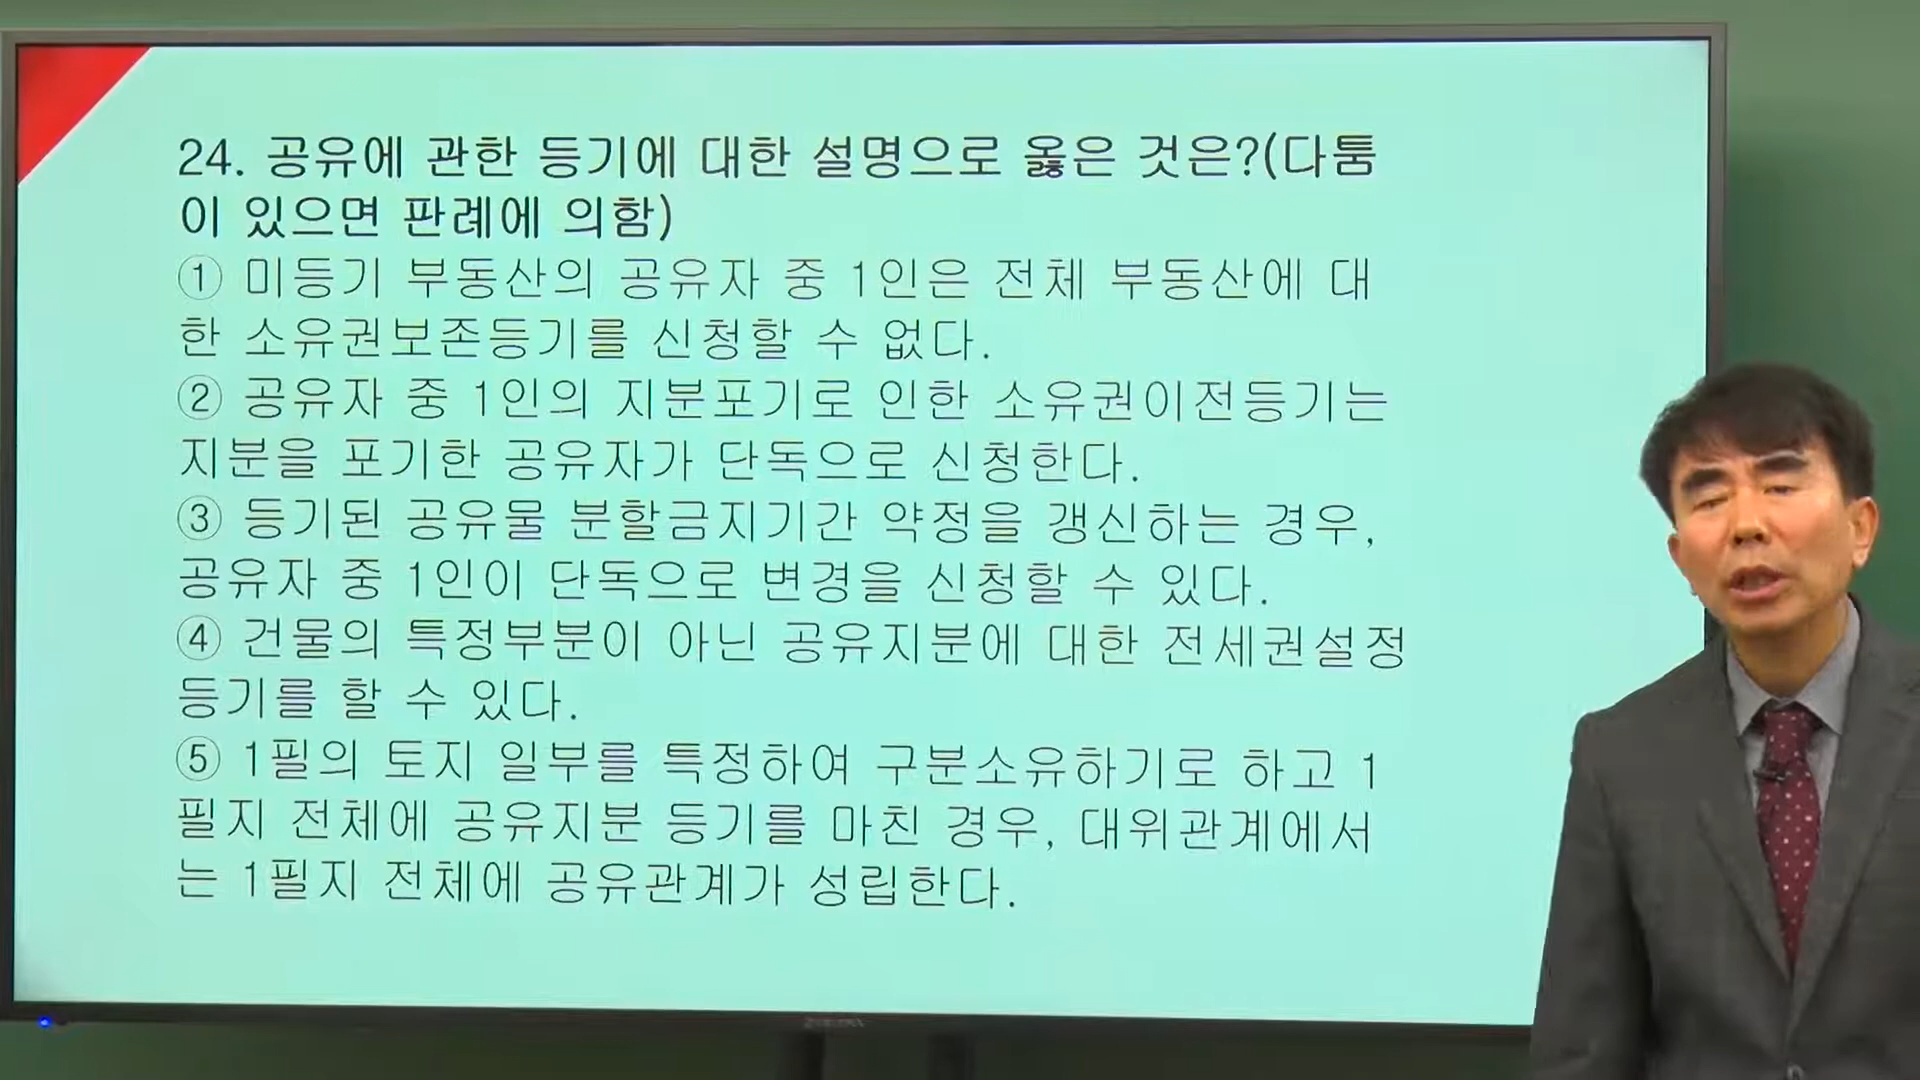 24. 공유에 관한 등기에 대한 설명으로 옳은 것은?(다툼
이 있으면 판례에 의함)
① 미등기 부동산의 공유자 중 1인은 전체 부동산에 대
한 소유권보존등기를 신청할 수 없다.
② 공유자 중 1인의 지분포기로 인한 소유권이전등기는
지분을 포기한 공유자가 단독으로 신청한다.
③ 등기된 공유물 분할금지기간 약정을 갱신하는 경우,
공유자 중 1인이 단독으로 변경을 신청할 수 있다.
④ 건물의 특정부분이 아닌 공유지분에 대한 전세권설정
등기를 할 수 있다.
⑤ 1필의 토지 일부를 특정하여 구분소유하기로 하고 1
필지 전체에 공유지분 등기를 마친 경우, 대위관계에서
는 1필지 전체에 공유관계가 성립한다.